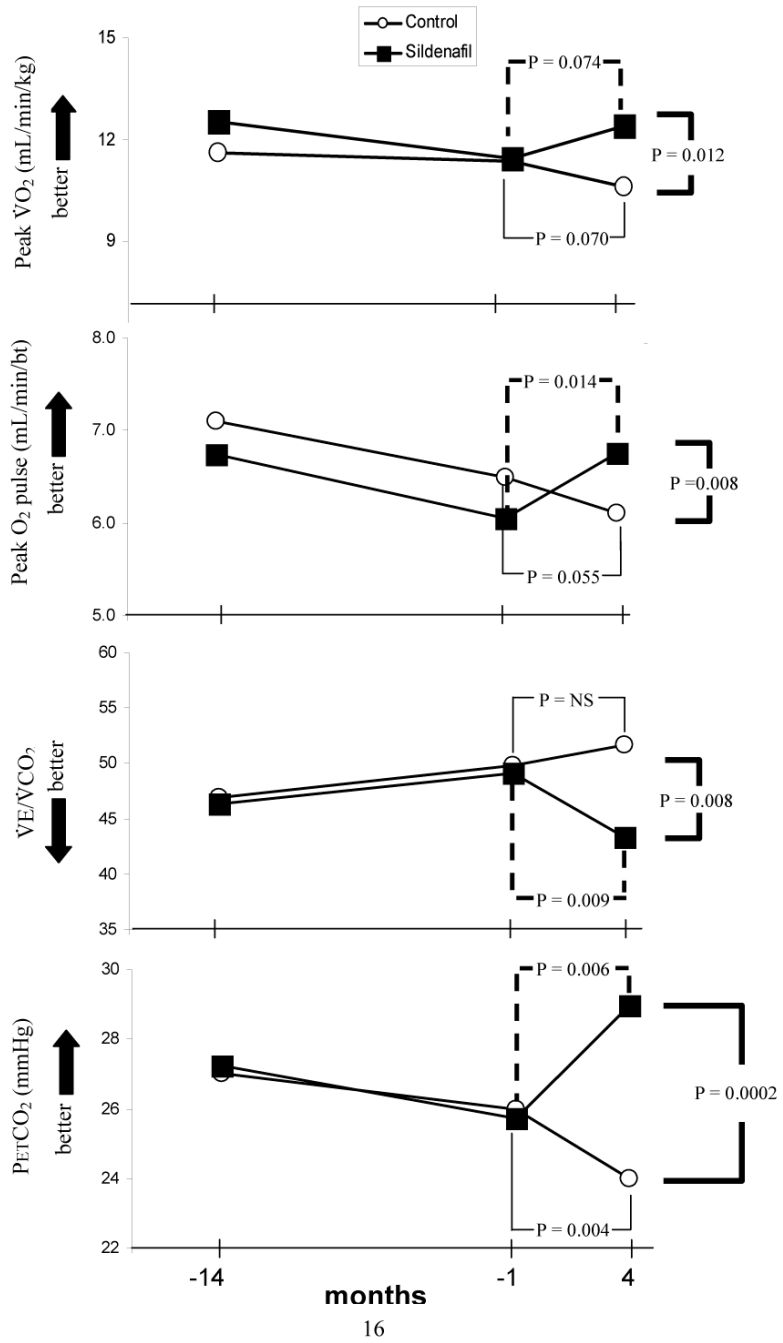 Control
Sildenafil
Peak V̇O2 (mL/min/kg)
better
15
12
9
P = 0.074
P = 0.012
P = 0.070
Peak O2 pulse (mL/min/bt)
better
8.0
7.0
6.0
5.0
P = 0.014
P =0.008
P = 0.055
V̇E/V̇CO2
better
60
55
50
45
40
35
P = NS
P = 0.008
P = 0.009
PETCO2 (mmHg)
better
30
28
26
24
22
P = 0.006
P = 0.0002
P = 0.004
-14
-1
4
months
16